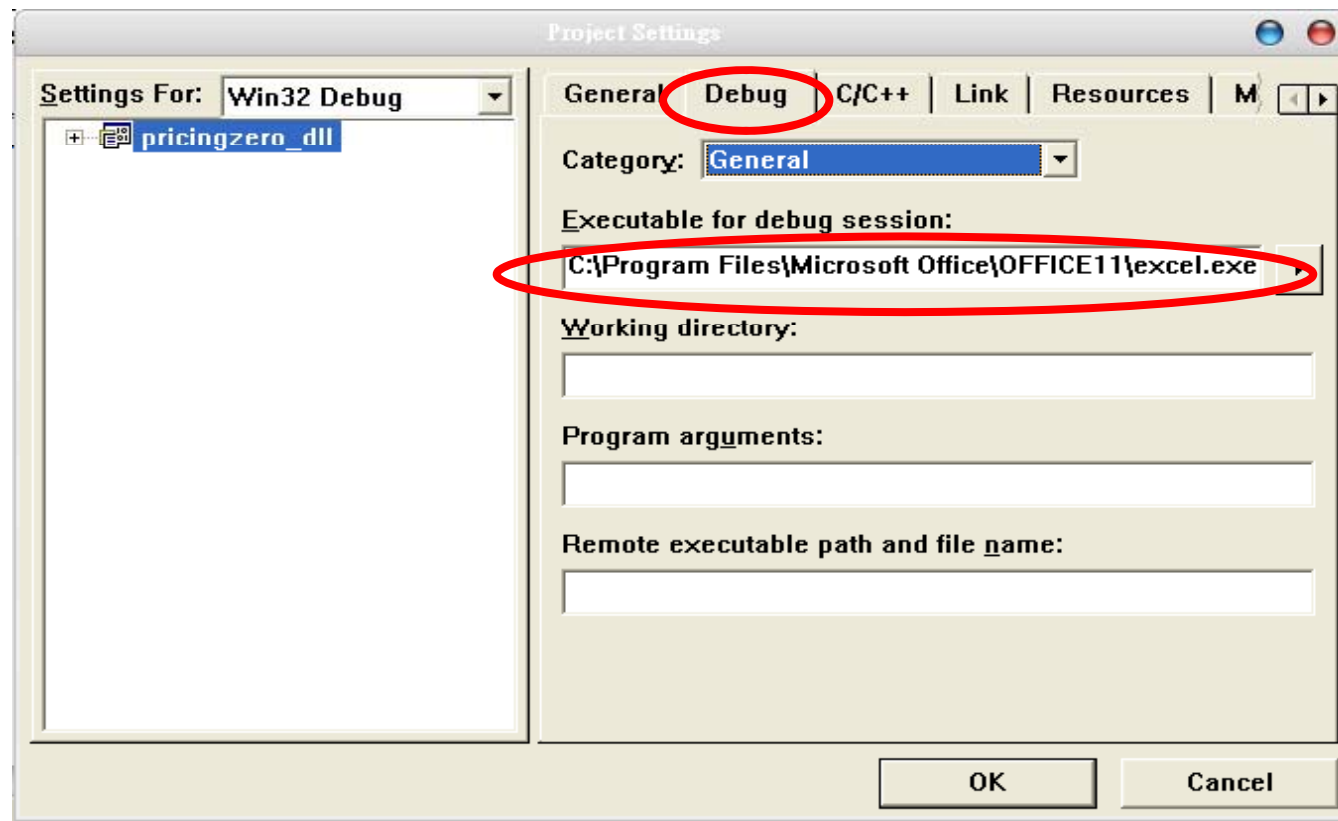 Project Settings
Settings For: Win32 Debug
pricingzero_dll
General Debug C/C++ Link Resources M
Category: General
Executable for debug session:
C:\Program Files\Microsoft Office\OFFICE11\excel.exe
Working directory:
Program arguments:
Remote executable path and file name:
OK Cancel